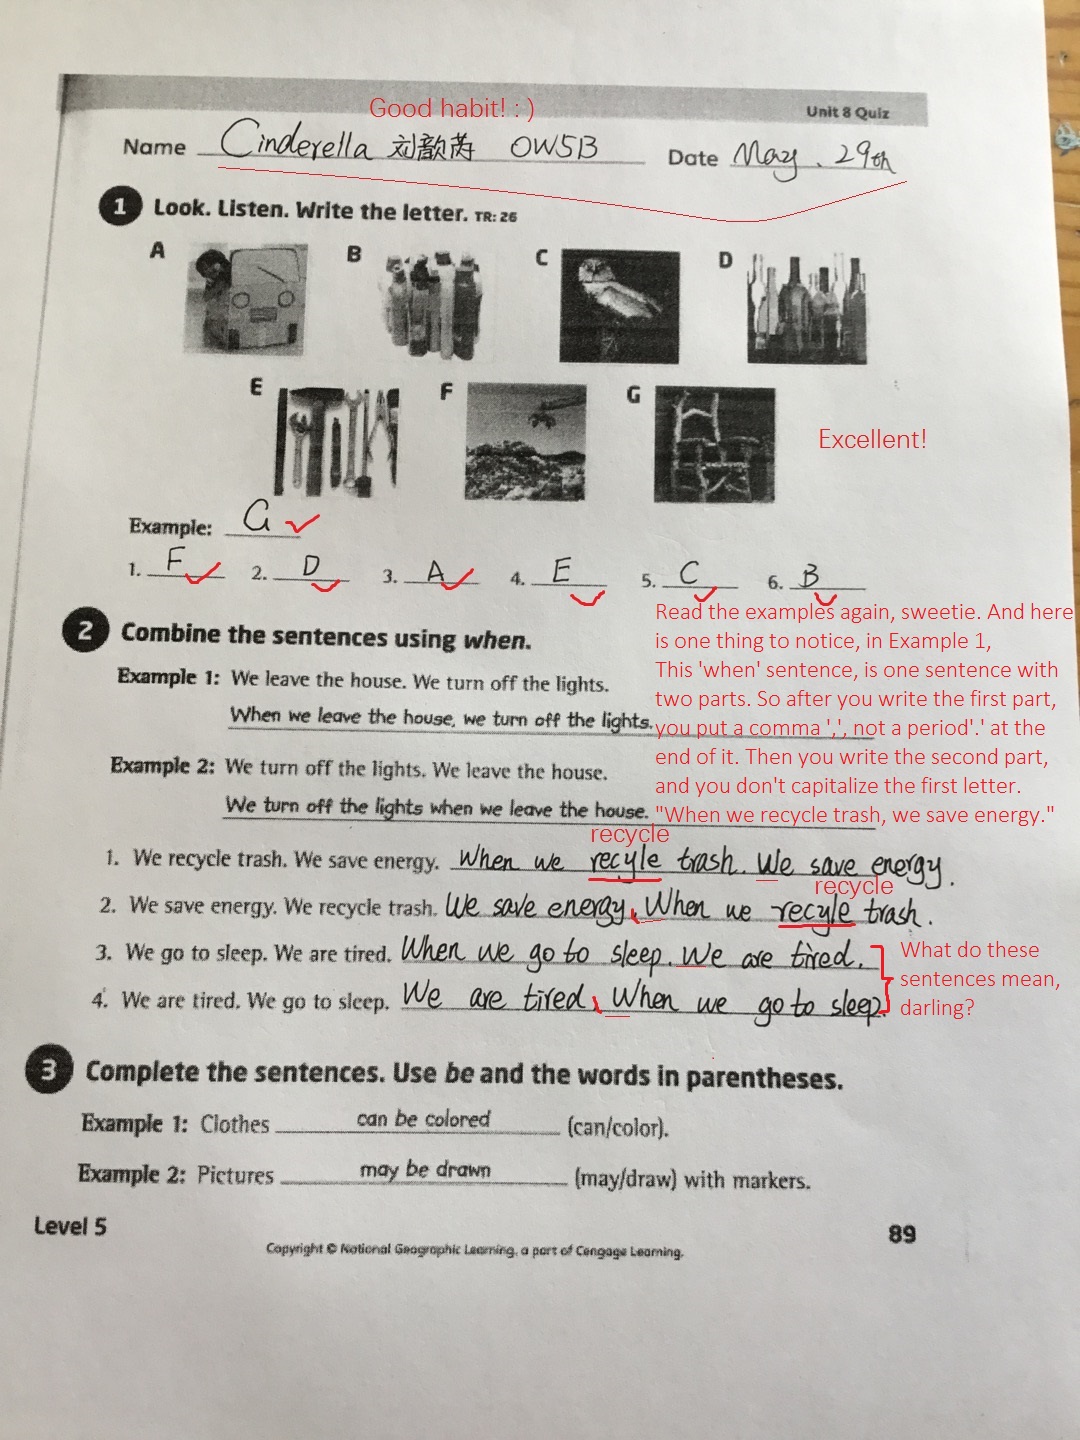 Good habit! : )
Unit 8 Quiz
Name Cinderella 刘歆苒 OW5B Date May. 29th
1 Look. Listen. Write the letter. TR: 26
A B C D
E F G
Excellent!
Example: G
1. F 2. D 3. A 4. E 5. C 6. B
Read the examples again, sweetie. And here
is one thing to notice, in Example 1,
This 'when' sentence, is one sentence with
two parts. So after you write the first part,
you put a comma ',', not a period'.' at the
end of it. Then you write the second part,
and you don't capitalize the first letter.
"When we recycle trash, we save energy."
2 Combine the sentences using when.
Example 1: We leave the house. We turn off the lights.
When we leave the house, we turn off the lights.
Example 2: We turn off the lights. We leave the house.
We turn off the lights when we leave the house.
recycle
1. We recycle trash. We save energy. When we recyle trash. We save energy.
recycle
2. We save energy. We recycle trash. We save energy, When we recyle trash.
3. We go to sleep. We are tired. When we go to sleep. We are tired.
4. We are tired. We go to sleep. We are tired, When we go to sleep.
What do these
sentences mean,
darling?
3 Complete the sentences. Use be and the words in parentheses.
Example 1: Clothes can be colored (can/color).
Example 2: Pictures may be drawn (may/draw) with markers.
Level 5
89
Copyright © National Geographic Learning, a part of Cengage Learning.